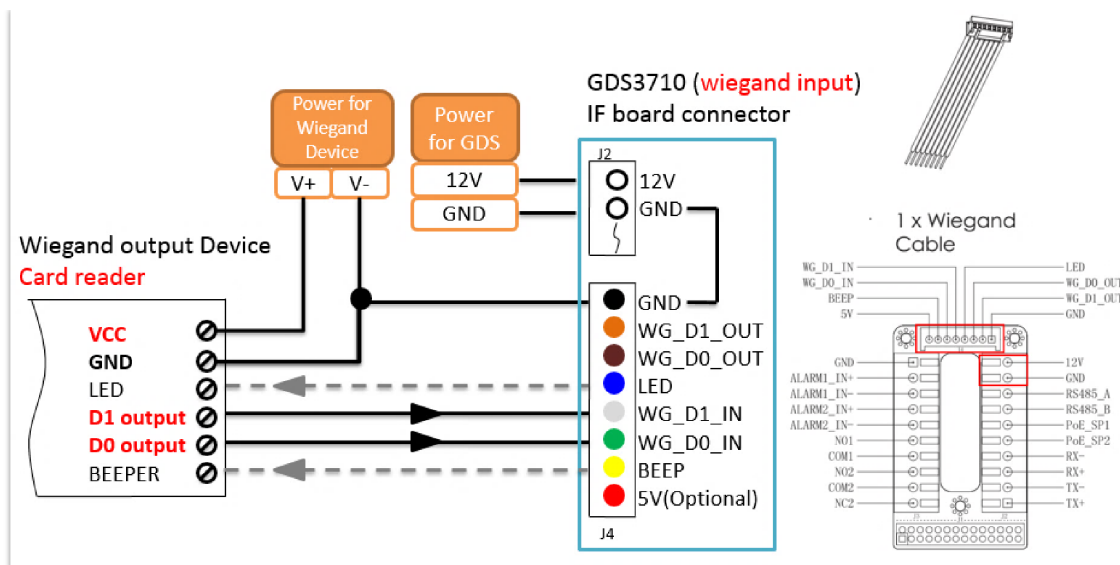 GDS3710 (wiegand input)
IF board connector
Power for
Wiegand
Device
V+ V-
Power
for GDS
12V
GND
J2
12V
GND
Wiegand output Device
Card reader
VCC
GND
LED
D1 output
D0 output
BEEPER
GND
WG_D1_OUT
WG_D0_OUT
LED
WG_D1_IN
WG_D0_IN
BEEP
5V(Optional)
J4
1 x Wiegand
Cable
WG_D1_IN
WG_D0_IN
BEEP
5V
LED
WG_D0_OUT
WG_D1_OUT
GND
GND
ALARM1_IN+
ALARM1_IN-
ALARM2_IN+
ALARM2_IN-
NO1
COM1
NO2
COM2
NC2
12V
GND
RS485_A
RS485_B
PoE_SP1
PoE_SP2
RX-
RX+
TX-
TX+